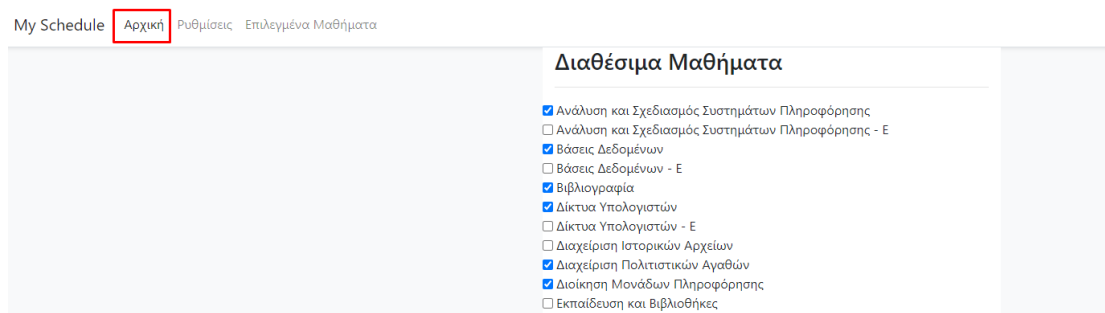 My Schedule Αρχική Ρυθμίσεις Επιλεγμένα Μαθήματα
Διαθέσιμα Μαθήματα
Ανάλυση και Σχεδιασμός Συστημάτων Πληροφόρησης
Ανάλυση και Σχεδιασμός Συστημάτων Πληροφόρησης - Ε
Βάσεις Δεδομένων
Βάσεις Δεδομένων - Ε
Βιβλιογραφία
Δίκτυα Υπολογιστών
Δίκτυα Υπολογιστών - Ε
Διαχείριση Ιστορικών Αρχείων
Διαχείριση Πολιτιστικών Αγαθών
Διοίκηση Μονάδων Πληροφόρησης
Εκπαίδευση και Βιβλιοθήκες